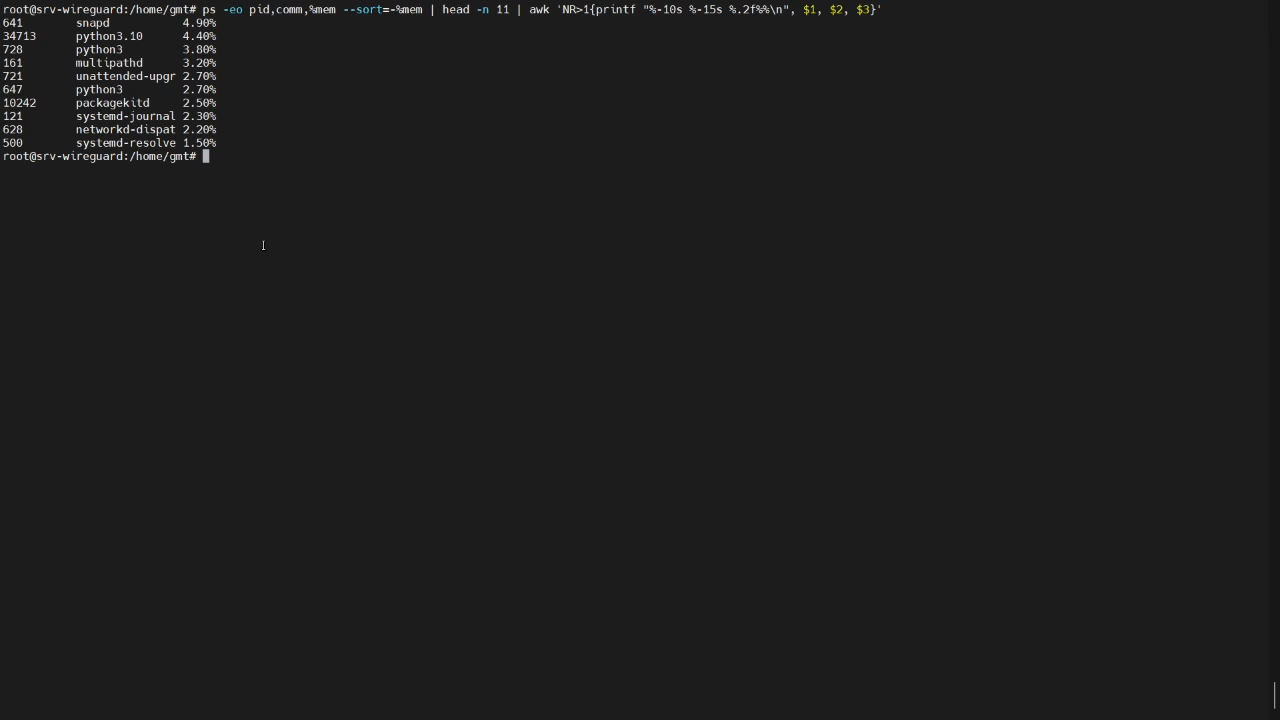 root@srv-wireguard:/home/gmt# ps -eo pid,comm,%mem --sort=-%mem | head -n 11 | awk 'NR>1{printf "%-10s %-15s %.2f%%\n", $1, $2, $3}'
641        snapd           4.90%
34713      python3.10      4.40%
728        python3         3.80%
161        multipathd      3.20%
721        unattended-upgr 2.70%
647        python3         2.70%
10242      packagekitd     2.50%
121        systemd-journal 2.30%
628        networkd-dispat 2.20%
500        systemd-resolve 1.50%
root@srv-wireguard:/home/gmt#